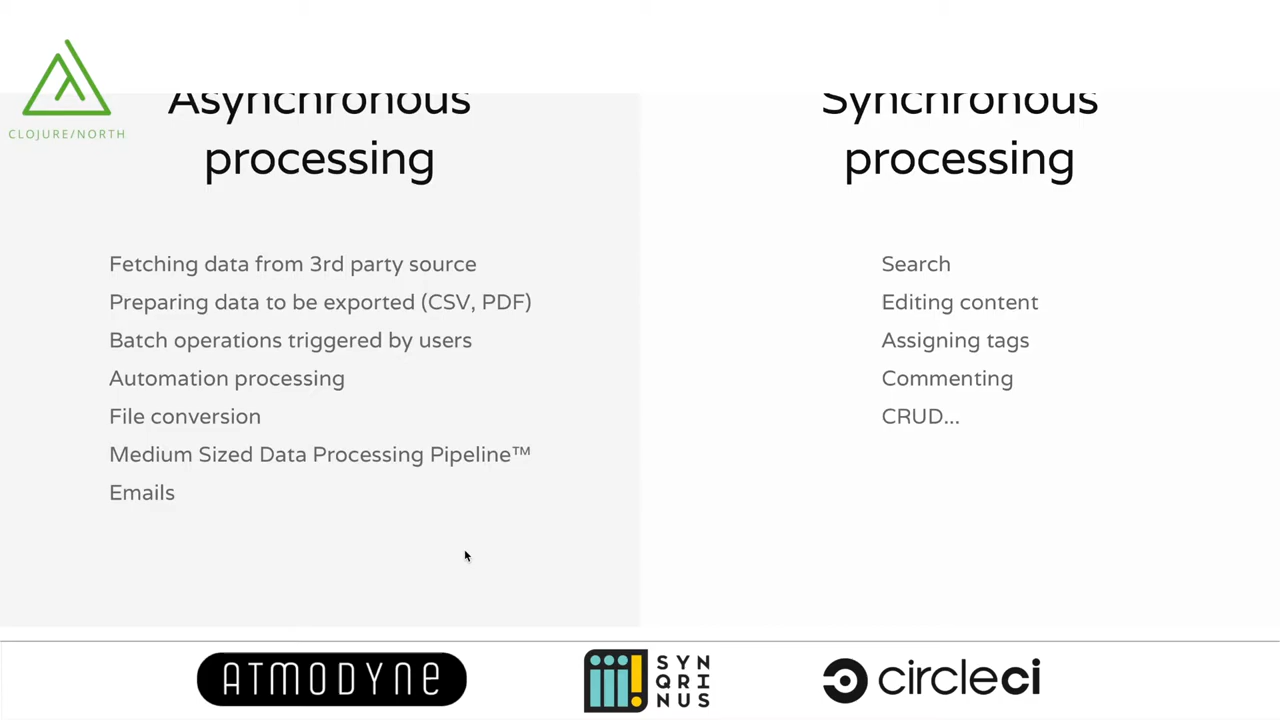 CLOJURE/NORTH
Asynchronous
processing
Fetching data from 3rd party source
Preparing data to be exported (CSV, PDF)
Batch operations triggered by users
Automation processing
File conversion
Medium Sized Data Processing Pipeline™
Emails
Synchronous
processing
Search
Editing content
Assigning tags
Commenting
CRUD...
ATMODYNE
SYN
QRI
NUS
circleci